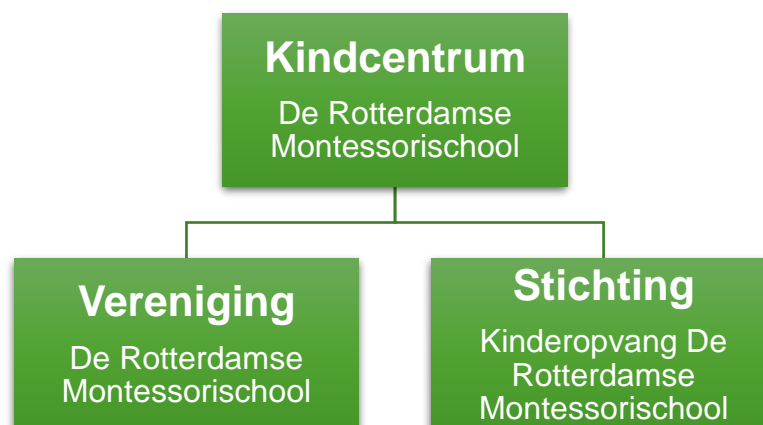 Kindcentrum
De Rotterdamse
Montessorischool
Vereniging
De Rotterdamse
Montessorischool
Stichting
Kinderopvang De
Rotterdamse
Montessorischool